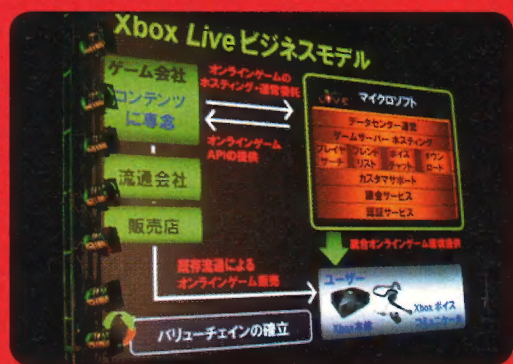 Xbox Live ビジネスモデル
ゲーム会社
コンテンツ
に専念
オンラインゲームの
ホスティング・運営委託
オンラインゲーム
APIの提供
流通会社
販売店
既存流通による
オンラインゲーム販売
LIVE マイクロソフト
データセンター運営
ゲームサーバー ホスティング
プレイヤ サーチ
フレンド リスト
ボイス チャット
ダウン ロード
カスタマサポート
課金サービス
認証サービス
統合オンラインゲーム環境提供
ユーザー
Xbox本体
Xbox ボイス
コミュニケータ
バリューチェインの確立